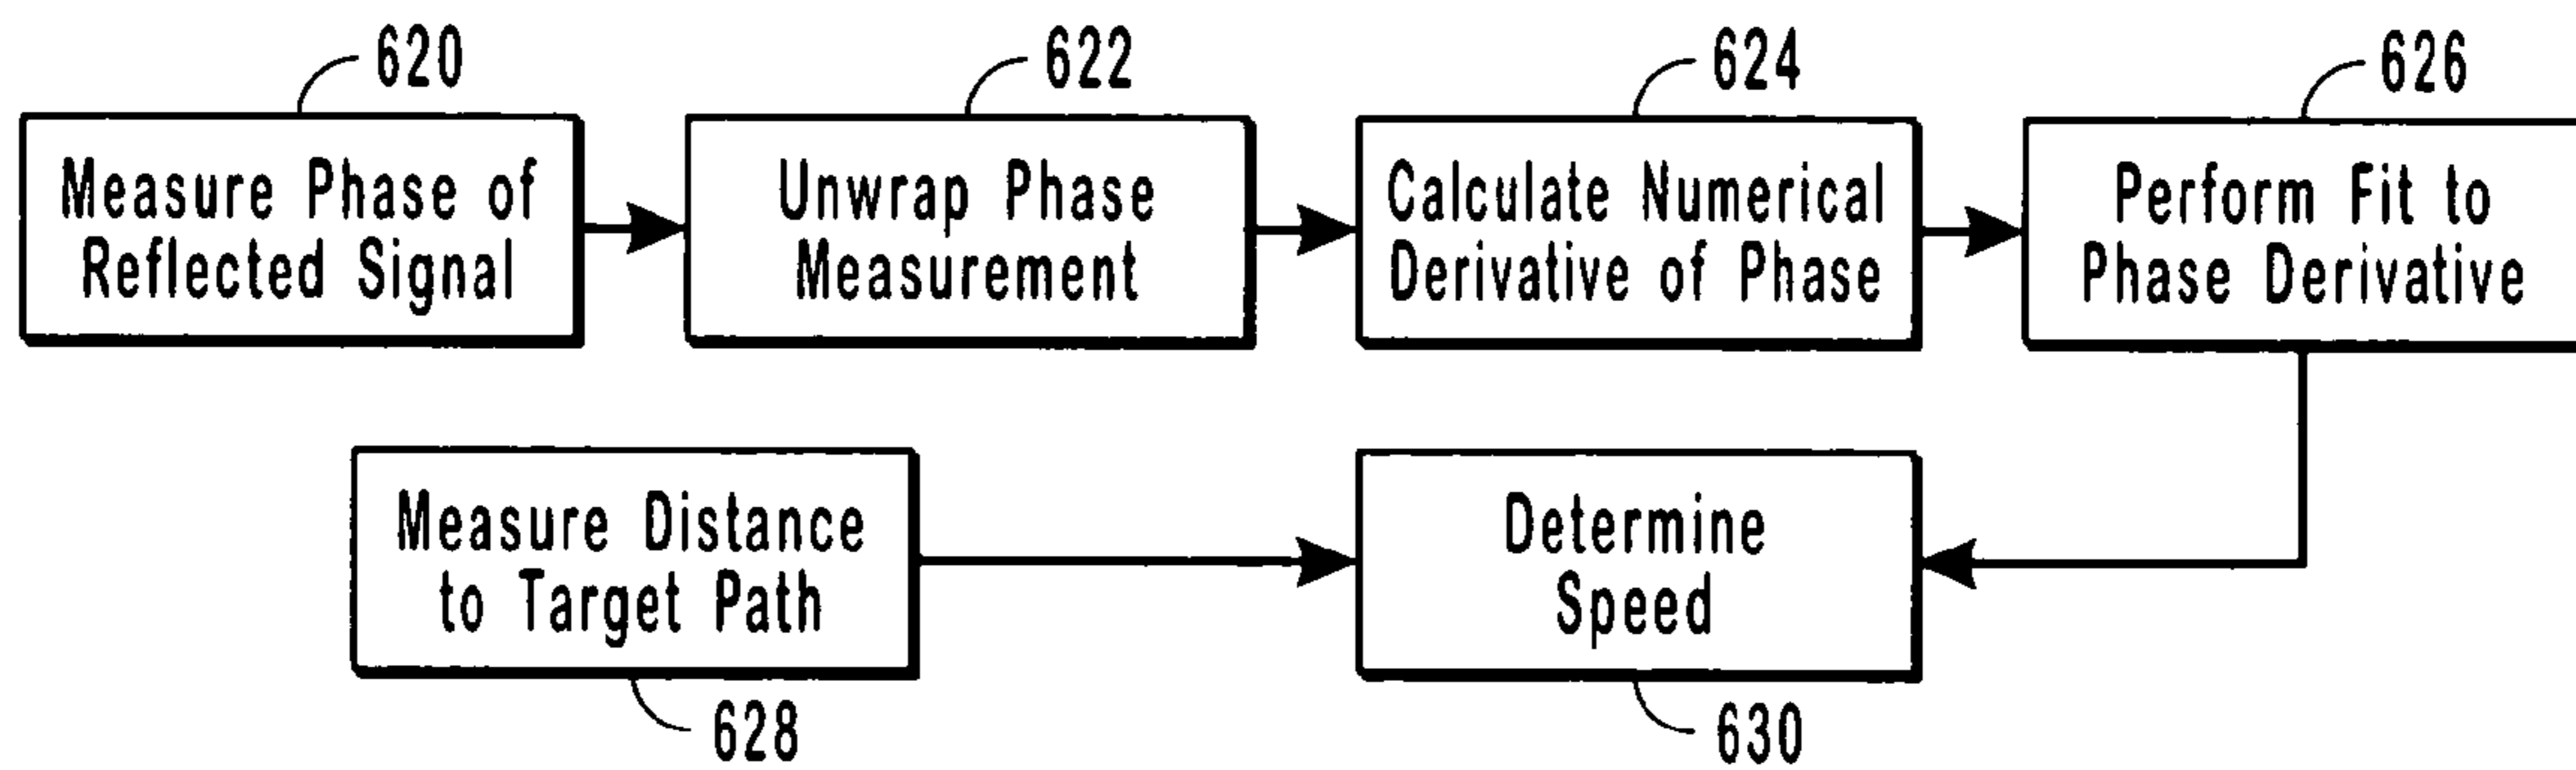 620
622
624
626
Measure Phase of
Reflected Signal
Unwrap Phase
Measurement
Calculate Numerical
Derivative of Phase
Perform Fit to
Phase Derivative
Measure Distance
to Target Path
Determine
Speed
628
630